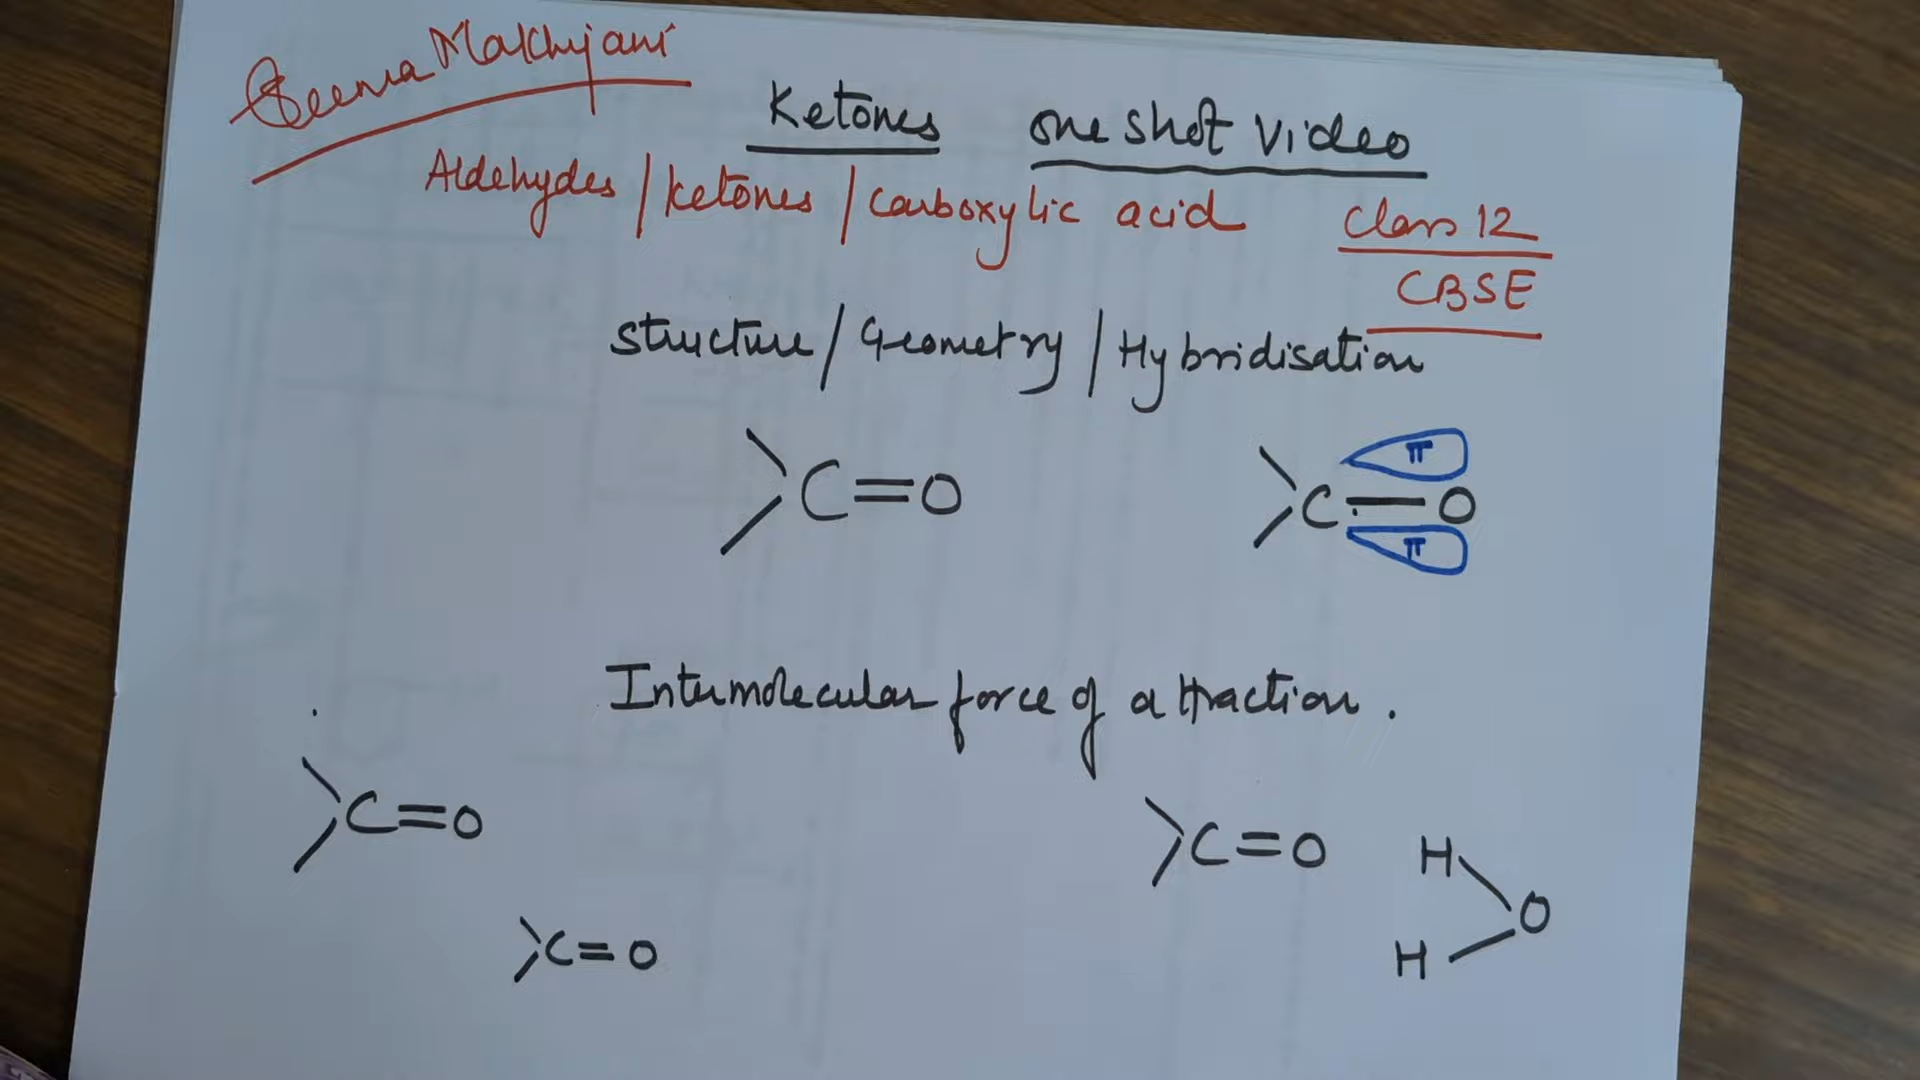 Seema Makhijani
Ketones one shot video
Aldehydes / ketones / carboxylic acid
Class 12
CBSE
Structure / Geometry / Hybridisation
C=O
π
C=O
π
Intermolecular force of attraction.
C=O
C=O
H
O
H
C=O